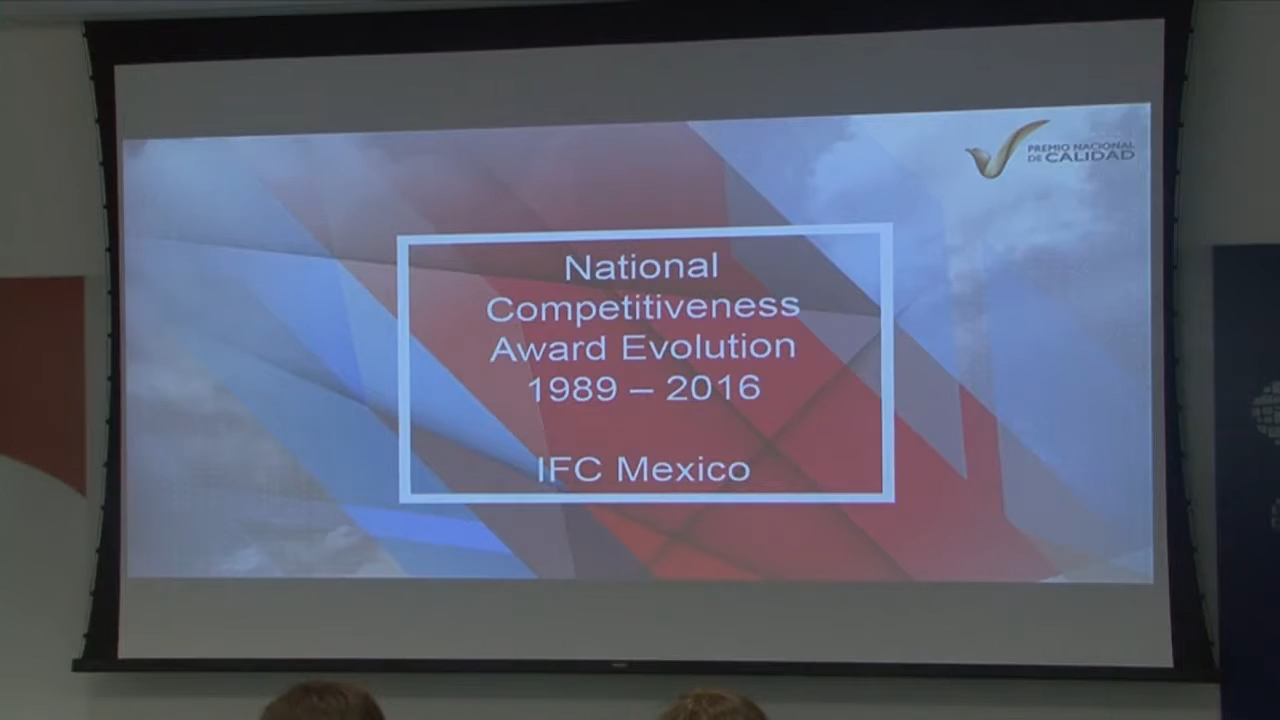 PREMIO NACIONAL
DE CALIDAD
National
Competitiveness
Award Evolution
1989 – 2016
IFC Mexico